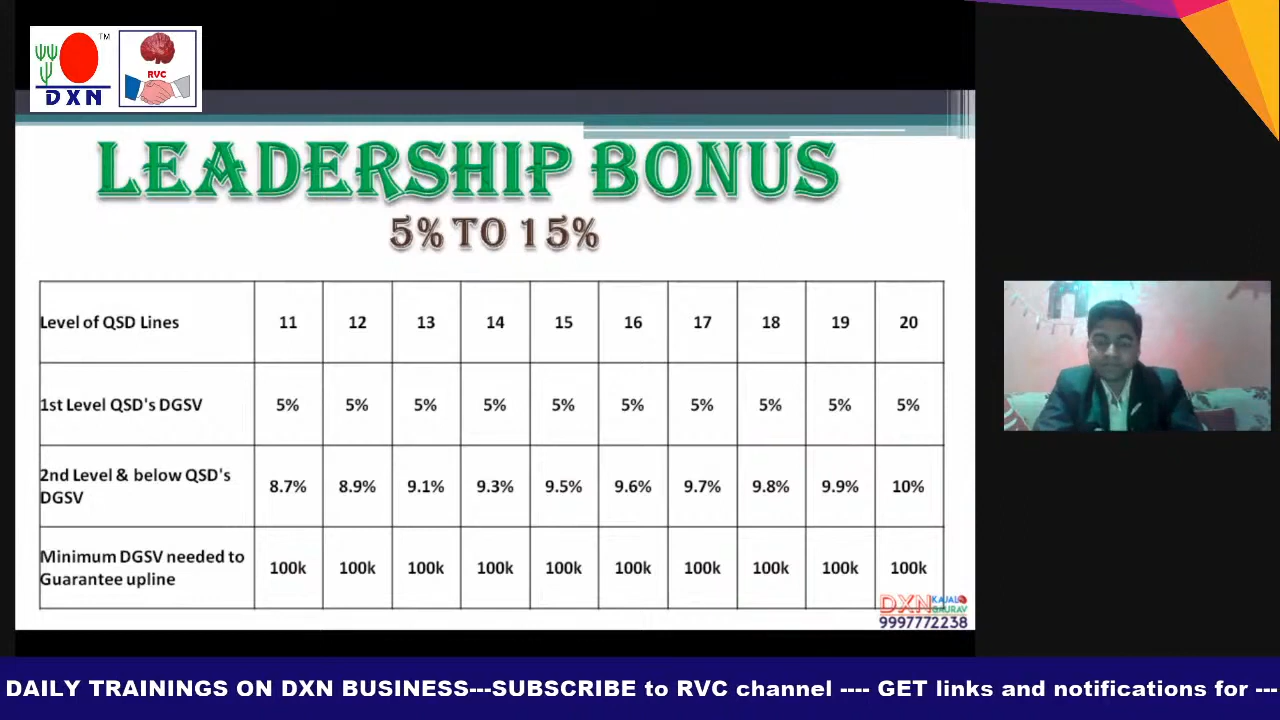 TM
DXN
RVC
LEADERSHIP BONUS
5% TO 15%
Level of QSD Lines 11 12 13 14 15 16 17 18 19 20
1st Level QSD's DGSV 5% 5% 5% 5% 5% 5% 5% 5% 5% 5%
2nd Level & below QSD's
DGSV 8.7% 8.9% 9.1% 9.3% 9.5% 9.6% 9.7% 9.8% 9.9% 10%
Minimum DGSV needed to
Guarantee upline 100k 100k 100k 100k 100k 100k 100k 100k 100k 100k
DXN KAJAL
GAURAV
9997772238
DAILY TRAININGS ON DXN BUSINESS---SUBSCRIBE to RVC channel ---- GET links and notifications for ---